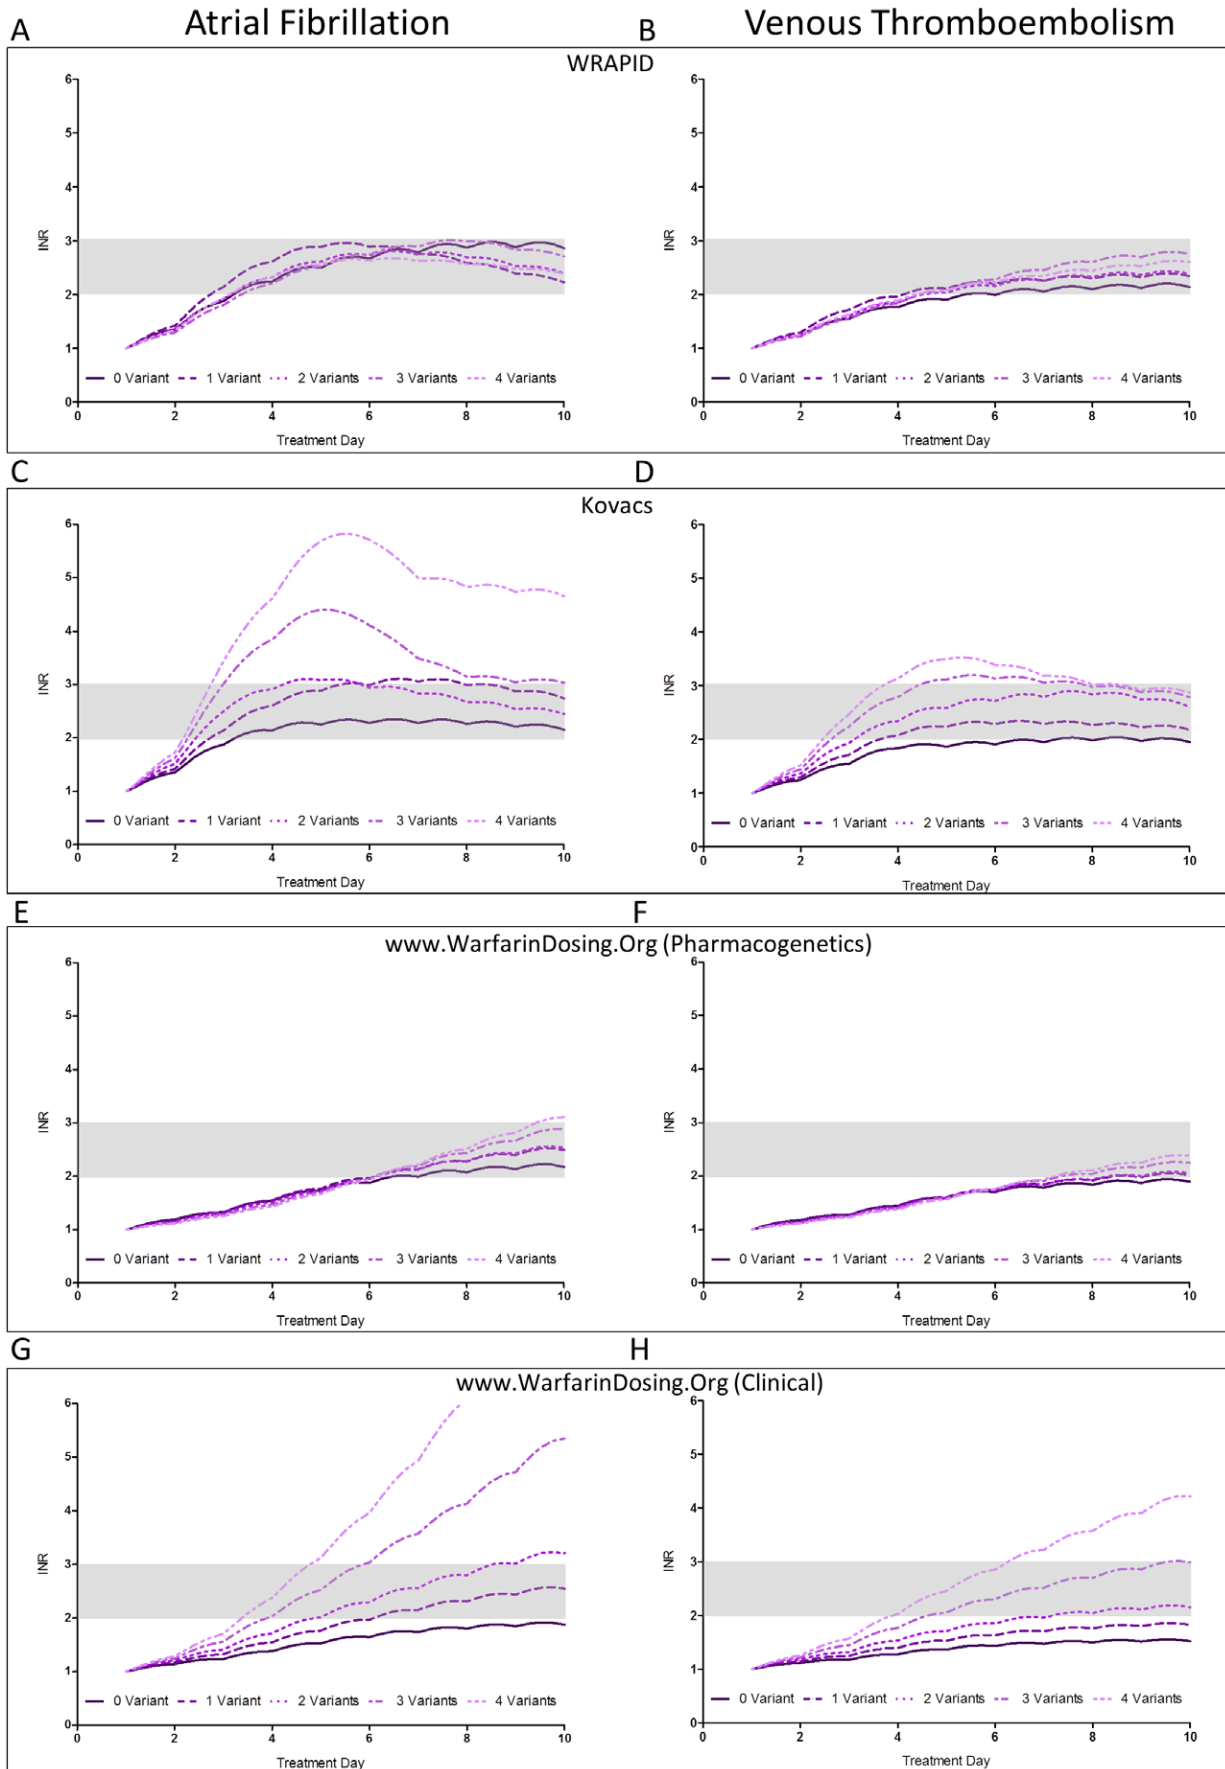 A Atrial Fibrillation B Venous Thromboembolism
WRAPID
6 6
5 5
4 4
INR INR
3 3
2 2
1 1
0 Variant 1 Variant 2 Variants 3 Variants 4 Variants 0 Variant 1 Variant 2 Variants 3 Variants 4 Variants
0 0
0 2 4 6 8 10 0 2 4 6 8 10
Treatment Day Treatment Day
C D
Kovacs
6 6
5 5
4 4
INR INR
3 3
2 2
1 1
0 Variant 1 Variant 2 Variants 3 Variants 4 Variants 0 Variant 1 Variant 2 Variants 3 Variants 4 Variants
0 0
0 2 4 6 8 10 0 2 4 6 8 10
Treatment Day Treatment Day
E F
www.WarfarinDosing.Org (Pharmacogenetics)
6 6
5 5
4 4
INR INR
3 3
2 2
1 1
0 Variant 1 Variant 2 Variants 3 Variants 4 Variants 0 Variant 1 Variant 2 Variants 3 Variants 4 Variants
0 0
0 2 4 6 8 10 0 2 4 6 8 10
Treatment Day Treatment Day
G H
www.WarfarinDosing.Org (Clinical)
6 6
5 5
4 4
INR INR
3 3
2 2
1 1
0 Variant 1 Variant 2 Variants 3 Variants 4 Variants 0 Variant 1 Variant 2 Variants 3 Variants 4 Variants
0 0
0 2 4 6 8 10 0 2 4 6 8 10
Treatment Day Treatment Day